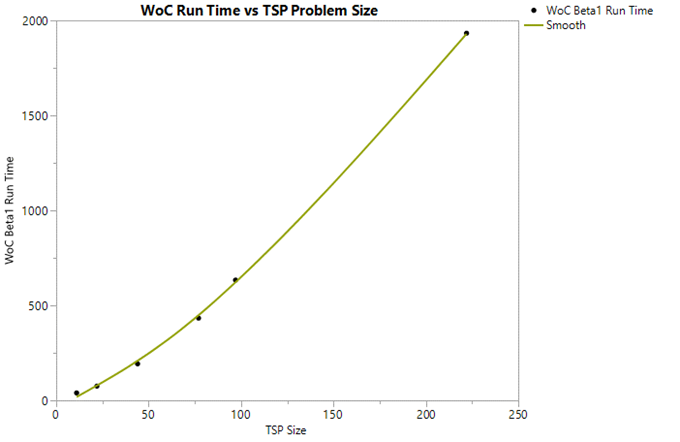 WoC Run Time vs TSP Problem Size
WoC Beta1 Run Time
Smooth
2000
1500
1000
500
0
WoC Beta1 Run Time
0 50 100 150 200 250
TSP Size